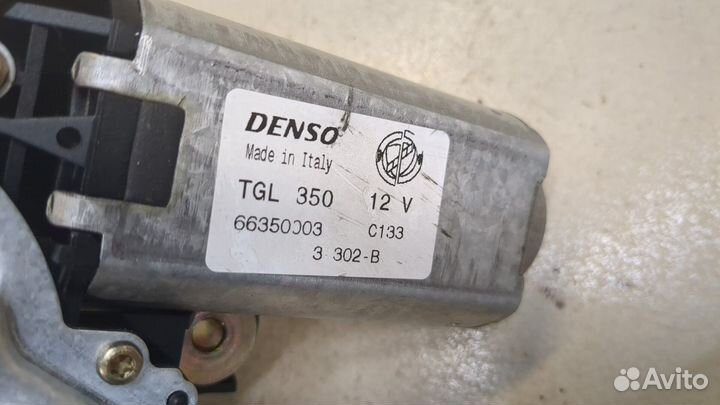 DENSO
Made in Italy
TGL 350 12 V
66350003 C133
3 302-B
Avito